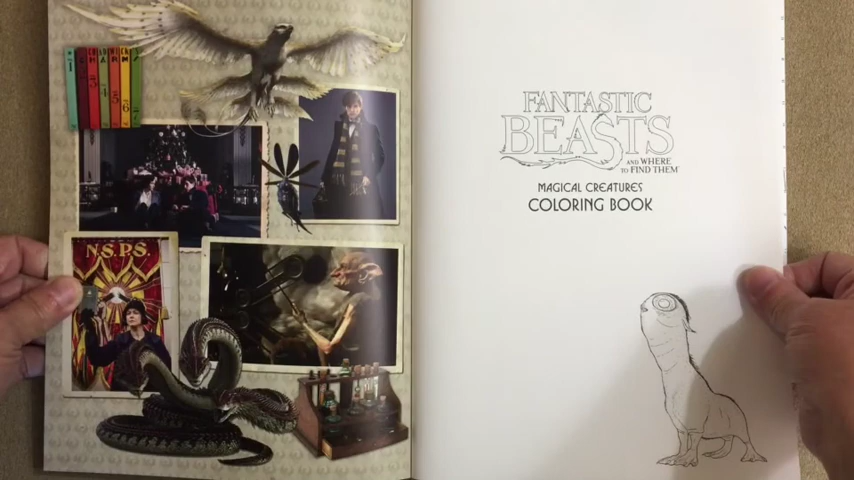 N.S.P.S.
FANTASTIC
BEASTS
AND WHERE
TO FIND THEM
MAGICAL CREATURES
COLORING BOOK